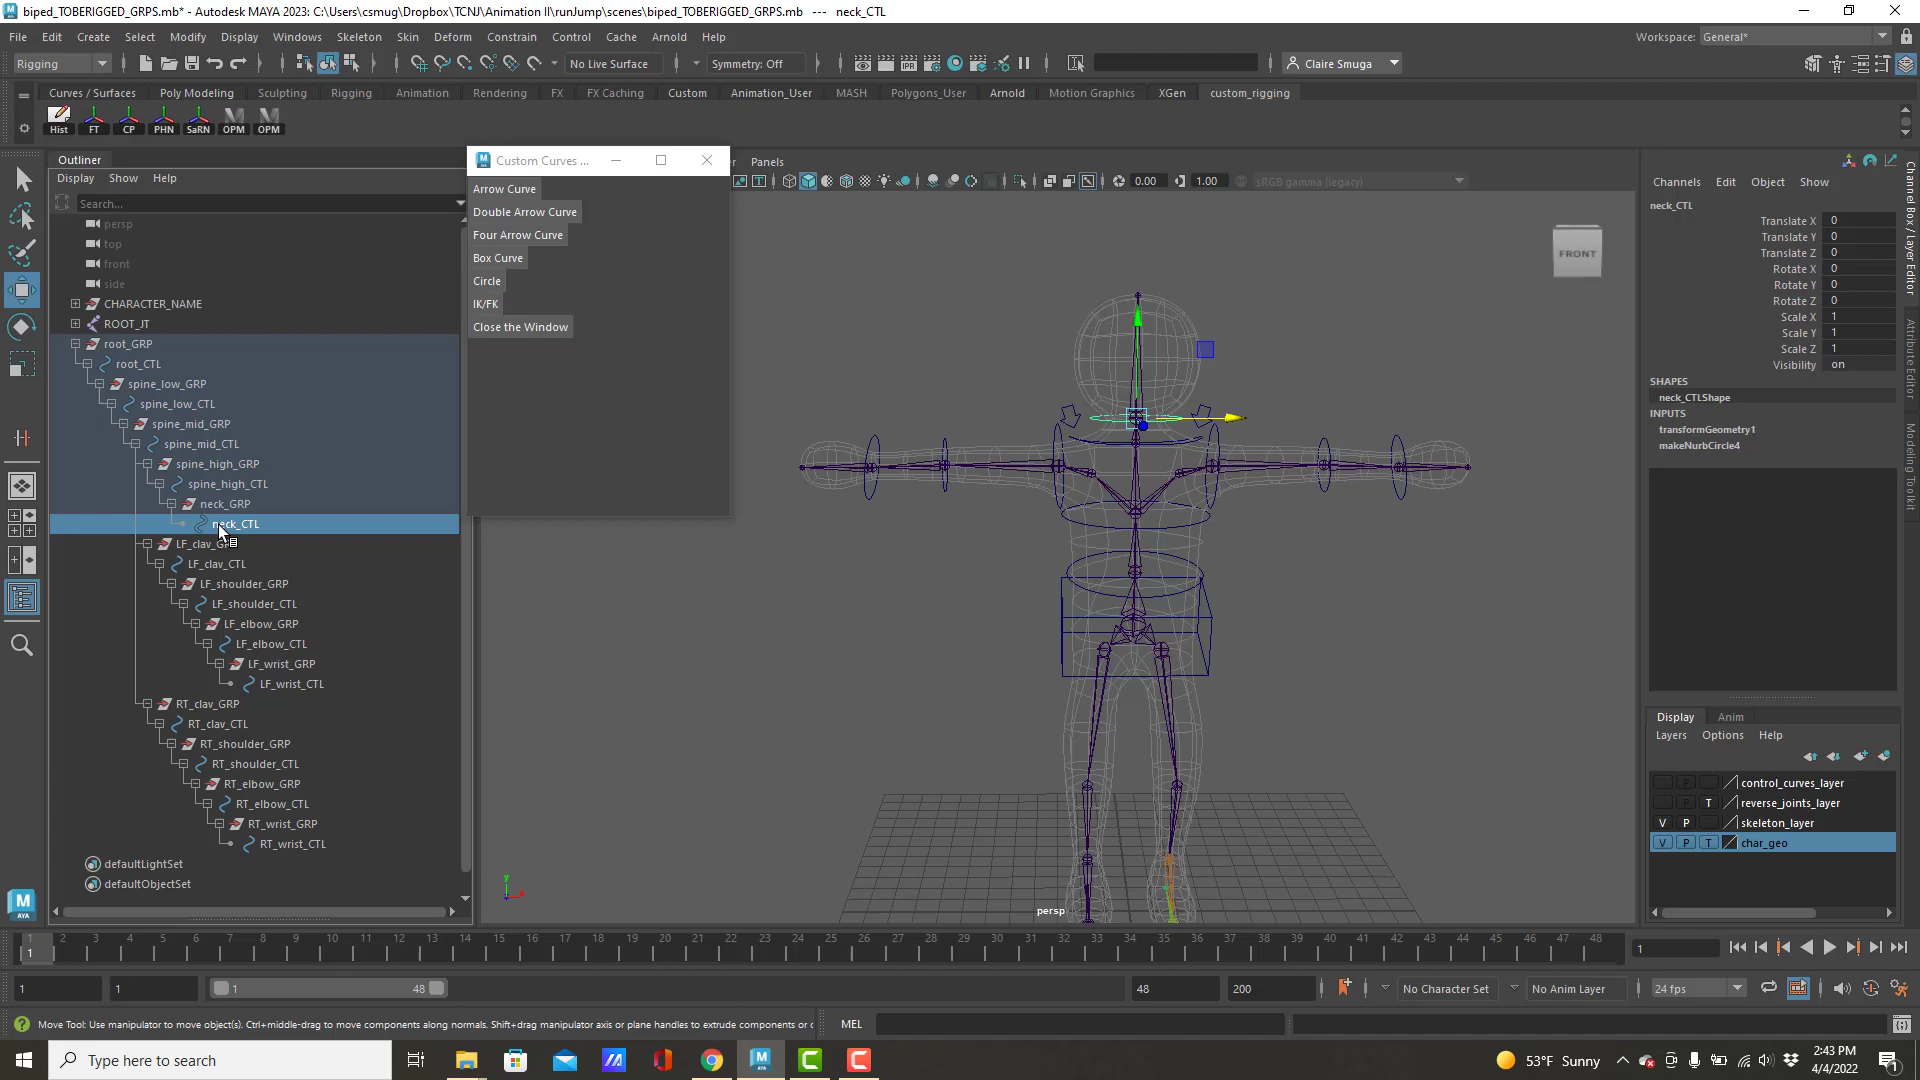 biped_TOBERIGGED_GRPS.mb* - Autodesk MAYA 2023: C:\Users\csmug\Dropbox\TCNJ\Animation II\runJump\scenes\biped_TOBERIGGED_GRPS.mb --- neck_CTL
File Edit Create Select Modify Display Windows Skeleton Skin Deform Constrain Control Cache Arnold Help Workspace: General*
Rigging No Live Surface Symmetry: Off Claire Smuga
Curves / Surfaces Poly Modeling Sculpting Rigging Animation Rendering FX FX Caching Custom Animation_User MASH Polygons_User Arnold Motion Graphics XGen custom_rigging
Hist FT CP PHN SaRN OPM OPM
Outliner
Display Show Help
Search...
persp
top
front
side
CHARACTER_NAME
ROOT_JT
root_GRP
root_CTL
spine_low_GRP
spine_low_CTL
spine_mid_GRP
spine_mid_CTL
spine_high_GRP
spine_high_CTL
neck_GRP
neck_CTL
LF_clav_GRP
LF_clav_CTL
LF_shoulder_GRP
LF_shoulder_CTL
LF_elbow_GRP
LF_elbow_CTL
LF_wrist_GRP
LF_wrist_CTL
RT_clav_GRP
RT_clav_CTL
RT_shoulder_GRP
RT_shoulder_CTL
RT_elbow_GRP
RT_elbow_CTL
RT_wrist_GRP
RT_wrist_CTL
defaultLightSet
defaultObjectSet
Custom Curves ...
Arrow Curve
Double Arrow Curve
Four Arrow Curve
Box Curve
Circle
IK/FK
Close the Window
Panels
0.00 1.00 sRGB gamma (legacy)
FRONT
persp
y
x
Channels Edit Object Show
neck_CTL
Translate X 0
Translate Y 0
Translate Z 0
Rotate X 0
Rotate Y 0
Rotate Z 0
Scale X 1
Scale Y 1
Scale Z 1
Visibility on
SHAPES
neck_CTLShape
INPUTS
transformGeometry1
makeNurbCircle4
Channel Box / Layer Editor
Attribute Editor
Modeling Toolkit
Display Anim
Layers Options Help
P control_curves_layer
P T reverse_joints_layer
V P skeleton_layer
V P T char_geo
1 2 3 4 5 6 7 8 9 10 11 12 13 14 15 16 17 18 19 20 21 22 23 24 25 26 27 28 29 30 31 32 33 34 35 36 37 38 39 40 41 42 43 44 45 46 47 48
1 1
1 1 1 48 48 200 No Character Set No Anim Layer 24 fps
Move Tool: Use manipulator to move object(s). Ctrl+middle-drag to move components along normals. Shift+drag manipulator axis or plane handles to extrude components or MEL
Type here to search
53°F Sunny
2:43 PM
4/4/2022